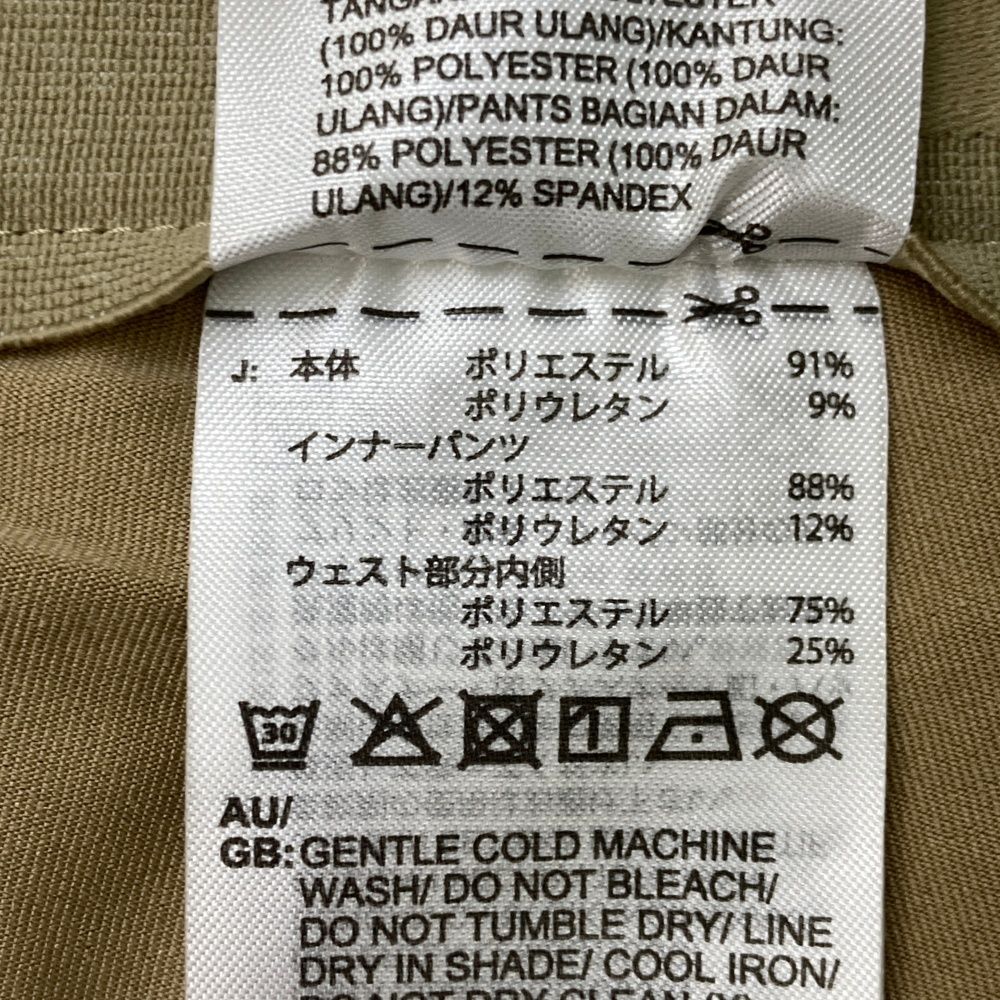 (100% DAUR ULANG)/KANTUNG:
100% POLYESTER (100% DAUR
ULANG)/PANTS BAGIAN DALAM:
88% POLYESTER (100% DAUR
ULANG)/12% SPANDEX
J: 本体 ポリエステル 91%
ポリウレタン 9%
インナーパンツ
ポリエステル 88%
ポリウレタン 12%
ウェスト部分内側
ポリエステル 75%
ポリウレタン 25%
30 1
AU/
GB: GENTLE COLD MACHINE
WASH/ DO NOT BLEACH/
DO NOT TUMBLE DRY/ LINE
DRY IN SHADE/ COOL IRON/
DO NOT DRY CLEAN